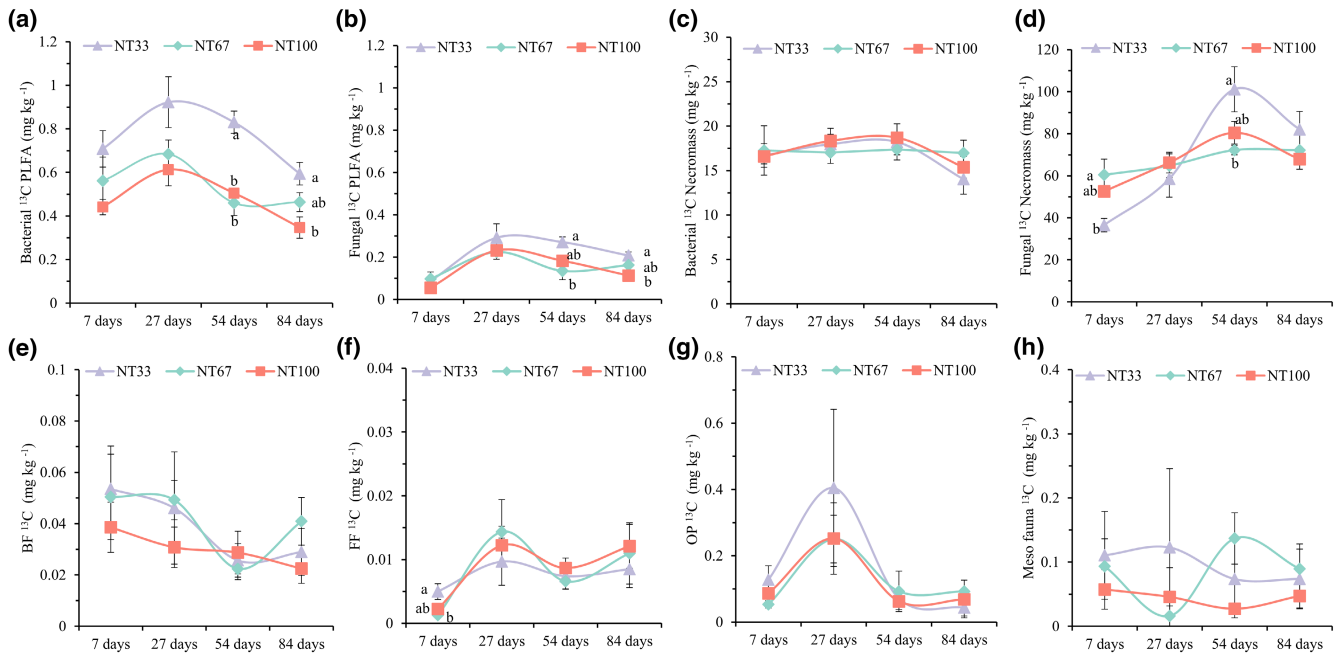 (a)
NT33 NT67 NT100
Bacterial ¹³C PLFA (mg kg ⁻¹)
1.2
1
0.8
0.6
0.4
0.2
0
a
b
b
a
ab
b
7 days 27 days 54 days 84 days
(b)
NT33 NT67 NT100
Fungal ¹³C PLFA (mg kg ⁻¹)
1.2
1
0.8
0.6
0.4
0.2
0
a
ab
b
a
ab
b
7 days 27 days 54 days 84 days
(c)
NT33 NT67 NT100
Bacterial ¹³C Necromass (mg kg ⁻¹)
30
25
20
15
10
5
0
7 days 27 days 54 days 84 days
(d)
NT33 NT67 NT100
Fungal ¹³C Necromass (mg kg ⁻¹)
120
100
80
60
40
20
0
a
ab
b
a
ab
b
7 days 27 days 54 days 84 days
(e)
NT33 NT67 NT100
BF ¹³C (mg kg ⁻¹)
0.1
0.08
0.06
0.04
0.02
0
7 days 27 days 54 days 84 days
(f)
NT33 NT67 NT100
FF ¹³C (mg kg ⁻¹)
0.04
0.03
0.02
0.01
0.00
a
ab
b
7 days 27 days 54 days 84 days
(g)
NT33 NT67 NT100
OP ¹³C (mg kg ⁻¹)
0.8
0.6
0.4
0.2
0.0
7 days 27 days 54 days 84 days
(h)
NT33 NT67 NT100
Meso fauna ¹³C (mg kg ⁻¹)
0.4
0.3
0.2
0.1
0.0
7 days 27 days 54 days 84 days